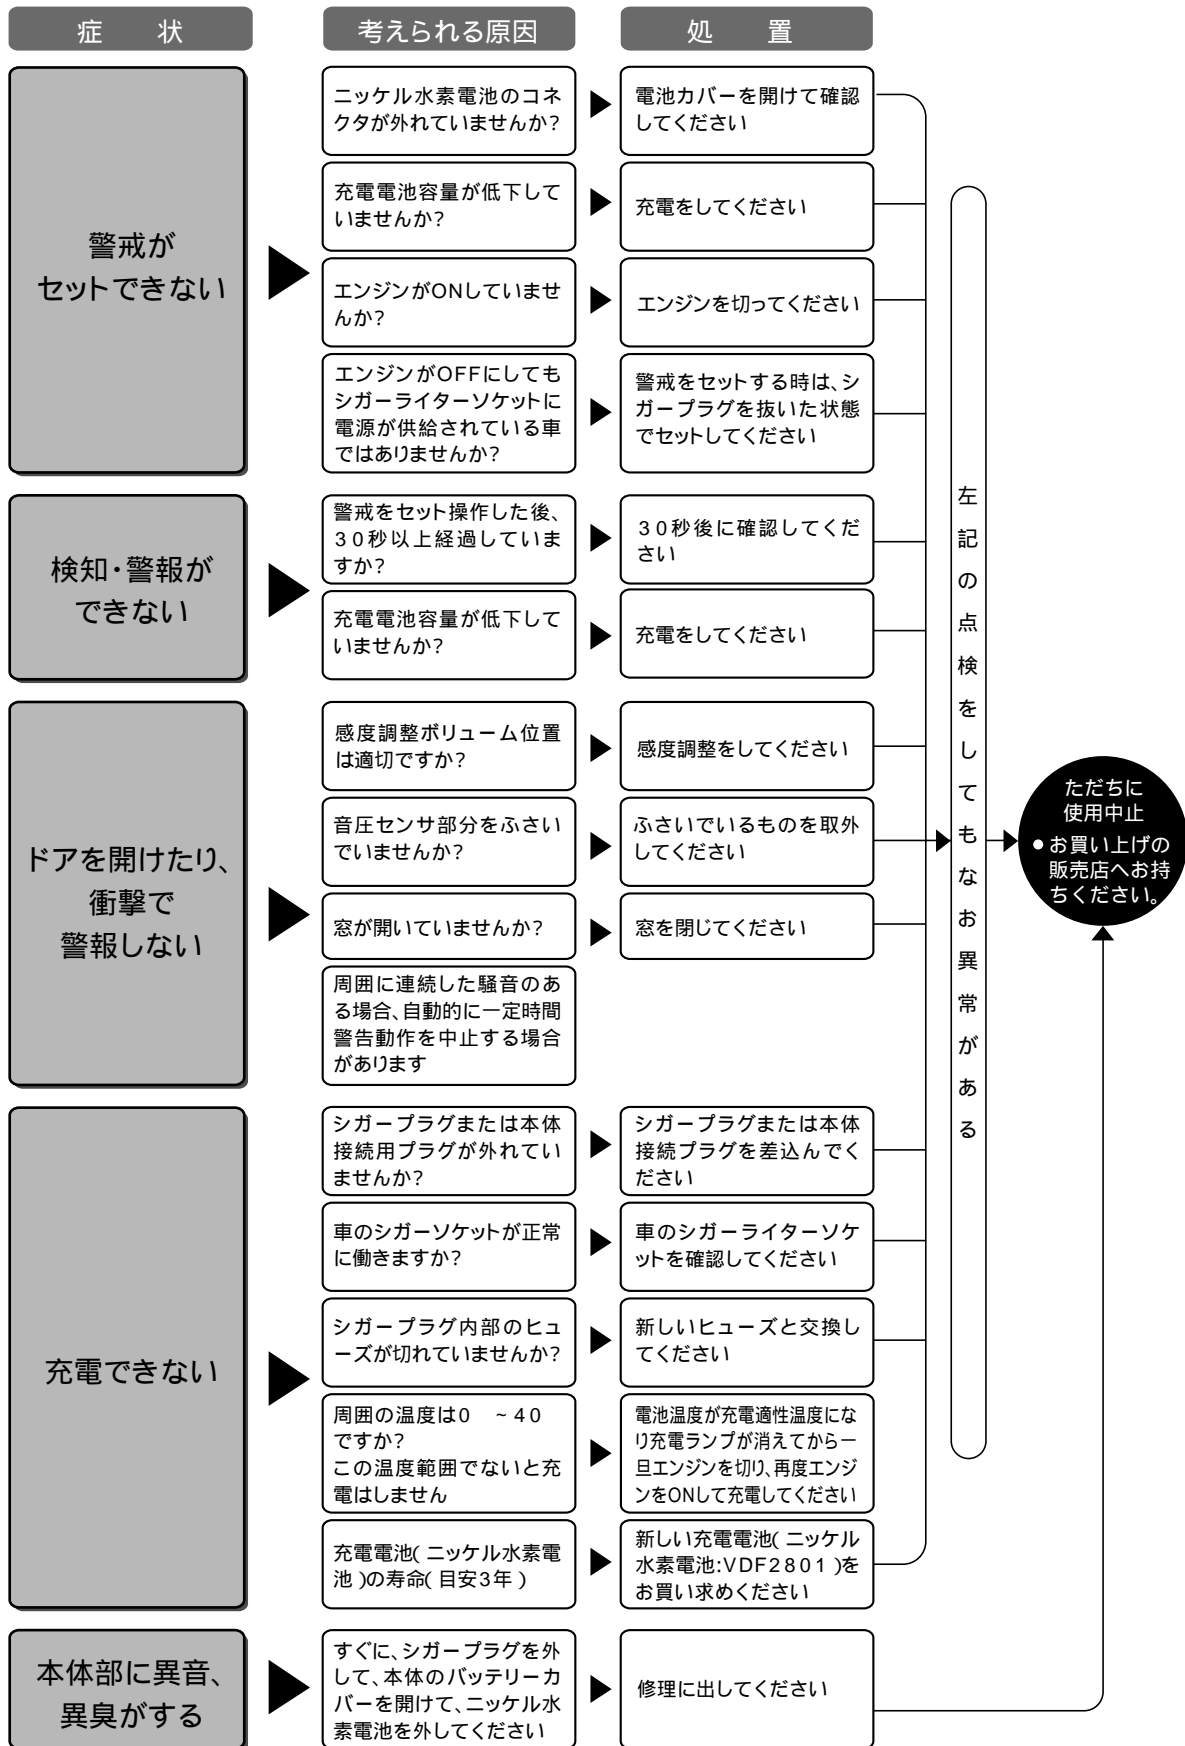 症　状
考えられる原因
処　置
警戒が
セットできない
ニッケル水素電池のコネ
クタが外れていませんか?
電池カバーを開けて確認
してください
充電電池容量が低下して
いませんか?
充電をしてください
エンジンがONしていませ
んか?
エンジンを切ってください
エンジンがOFFにしても
シガーライターソケットに
電源が供給されている車
ではありませんか?
警戒をセットする時は、シ
ガープラグを抜いた状態
でセットしてください
検知・警報が
できない
警戒をセット操作した後、
30秒以上経過していま
すか?
30秒後に確認してくだ
さい
充電電池容量が低下して
いませんか?
充電をしてください
ドアを開けたり、
衝撃で
警報しない
感度調整ボリューム位置
は適切ですか?
感度調整をしてください
音圧センサ部分をふさい
でいませんか?
ふさいでいるものを取外
してください
窓が開いていませんか?
窓を閉じてください
周囲に連続した騒音のあ
る場合、自動的に一定時間
警告動作を中止する場合
があります
充電できない
シガープラグまたは本体
接続用プラグが外れてい
ませんか?
シガープラグまたは本体
接続プラグを差込んでく
ださい
車のシガーソケットが正常
に働きますか?
車のシガーライターソケ
ットを確認してください
シガープラグ内部のヒュ
ーズが切れていませんか?
新しいヒューズと交換し
てください
周囲の温度は0　~40
ですか?
この温度範囲でないと充
電はしません
電池温度が充電適性温度にな
り充電ランプが消えてから一
旦エンジンを切り、再度エンジ
ンをONして充電してください
充電電池(ニッケル水素電
池)の寿命(目安3年)
新しい充電電池(ニッケル
水素電池:VDF2801)を
お買い求めください
本体部に異音、
異臭がする
すぐに、シガープラグを外
して、本体のバッテリーカ
バーを開けて、ニッケル水
素電池を外してください
修理に出してください
左記の点検をしてもなお異常がある
ただちに
使用中止
●お買い上げの
販売店へお持
ちください。